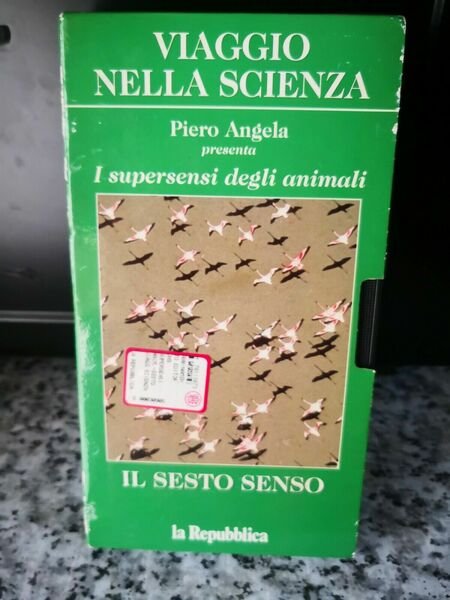 VIAGGIO
NELLA SCIENZA
Piero Angela
presenta
I supersensi degli animali
IL SESTO SENSO
la Repubblica